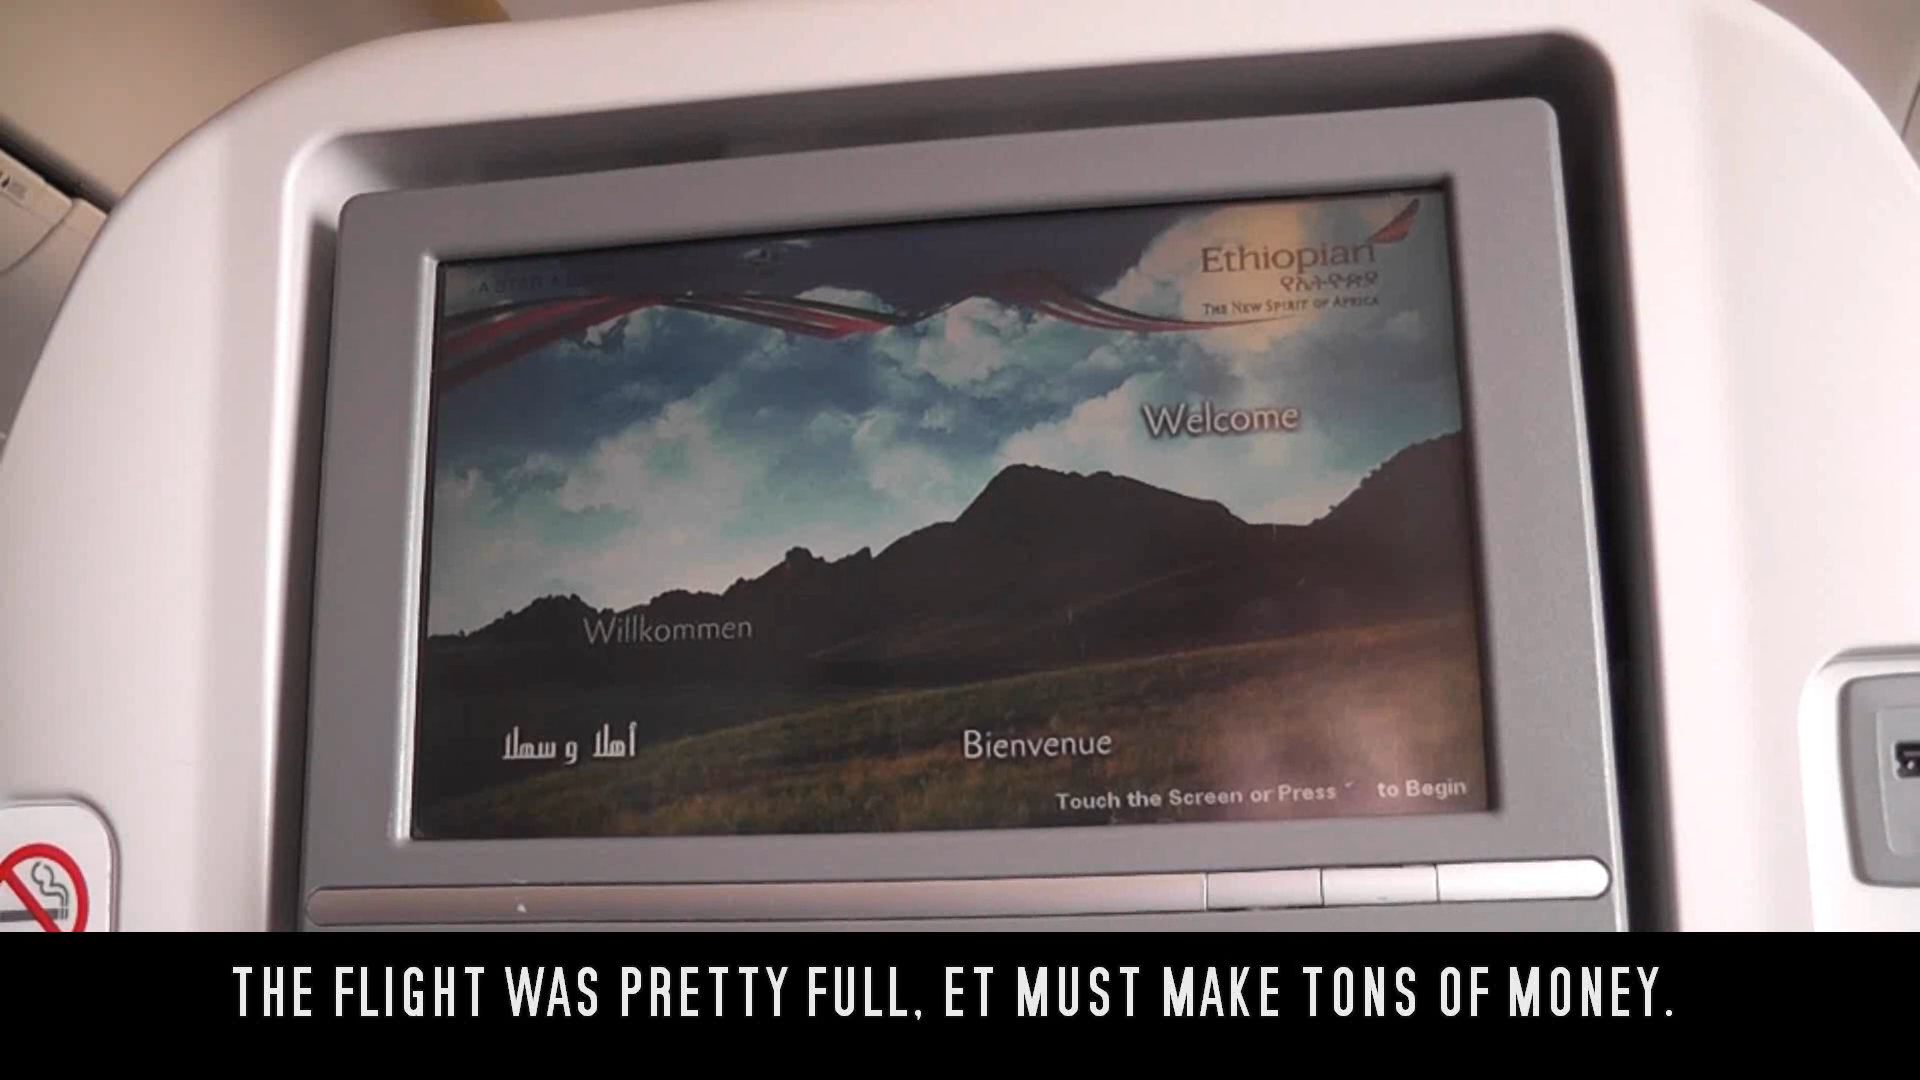 Ethiopian
የኢትዮጵያ
THE NEW SPIRIT OF AFRICA
Welcome
Willkommen
أهلا و سهلا
Bienvenue
Touch the Screen or Press to Begin
THE FLIGHT WAS PRETTY FULL, ET MUST MAKE TONS OF MONEY.